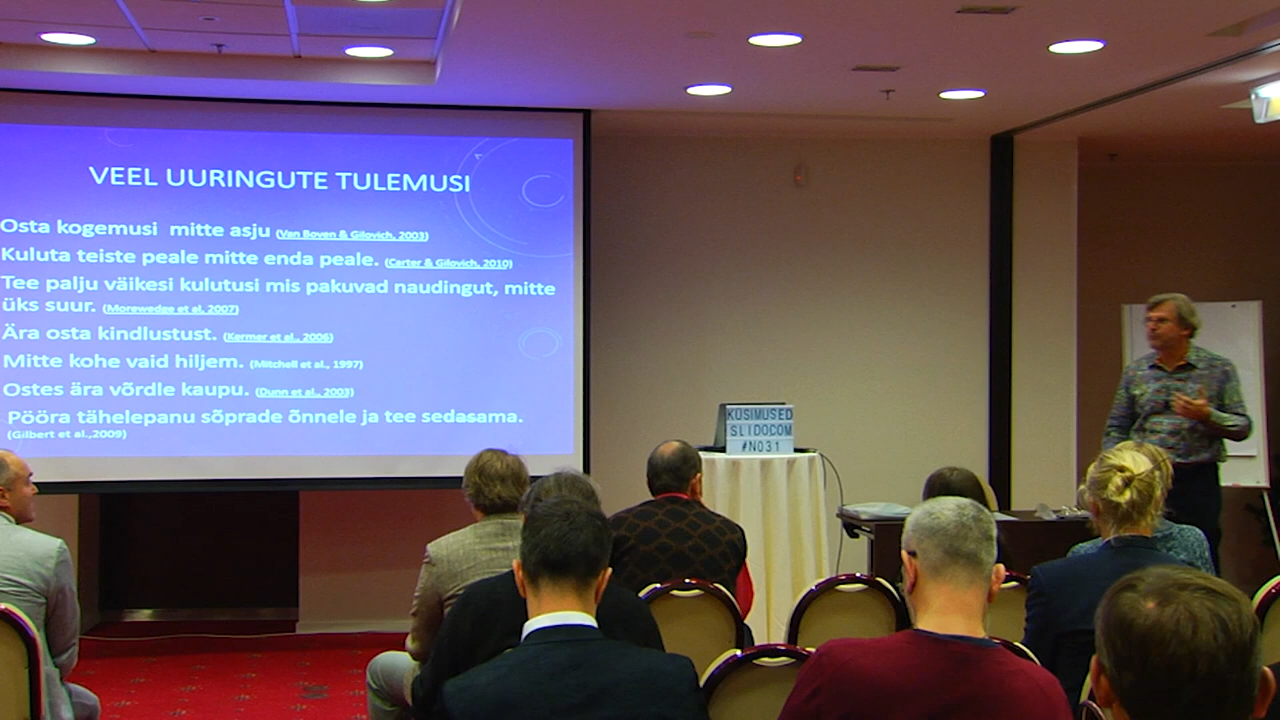 VEEL UURINGUTE TULEMUSI
Osta kogemusi mitte asju (Van Boven & Gilovich, 2003)
Kuluta teiste peale mitte enda peale. (Carter & Gilovich, 2010)
Tee palju väikesi kulutusi mis pakuvad naudingut, mitte
üks suur. (Morewedge et al, 2007)
Ära osta kindlustust. (Kermer et al., 2006)
Mitte kohe vaid hiljem. (Mitchell et al., 1997)
Ostes ära võrdle kaupu. (Dunn et al., 2003)
Pööra tähelepanu sõprade õnnele ja tee sedasama.
(Gilbert et al.,2009)
KÜSIMUSED
SLIDOCOM
#N031